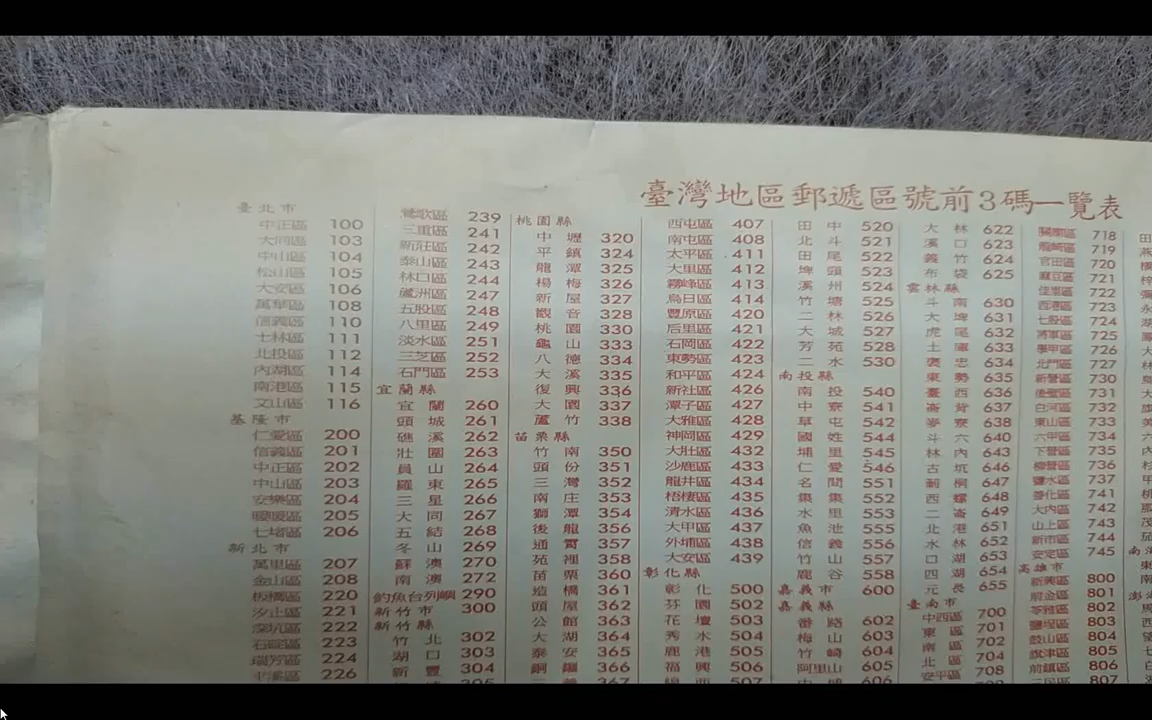 臺灣地區郵遞區號前3碼一覽表
臺北市
中正區 100
大同區 103
中山區 104
松山區 105
大安區 106
萬華區 108
信義區 110
士林區 111
北投區 112
內湖區 114
南港區 115
文山區 116
基隆市
仁愛區 200
信義區 201
中正區 202
中山區 203
安樂區 204
暖暖區 205
七堵區 206
新北市
萬里區 207
金山區 208
板橋區 220
汐止區 221
深坑區 222
石碇區 223
瑞芳區 224
平溪區 226
鶯歌區 239
三重區 241
新莊區 242
泰山區 243
林口區 244
蘆洲區 247
五股區 248
八里區 249
淡水區 251
三芝區 252
石門區 253
宜蘭縣
宜蘭 260
頭城 261
礁溪 262
壯圍 263
員山 264
羅東 265
三星 266
大同 267
五結 268
冬山 269
蘇澳 270
南澳 272
釣魚台列嶼 290
新竹市 300
新竹縣
竹北 302
湖口 303
新豐 304
305
桃園縣
中壢 320
平鎮 324
龍潭 325
楊梅 326
新屋 327
觀音 328
桃園 330
龜山 333
八德 334
大溪 335
復興 336
大園 337
蘆竹 338
苗栗縣
竹南 350
頭份 351
三灣 352
南庄 353
獅潭 354
後龍 356
通霄 357
苑裡 358
苗栗 360
造橋 361
頭屋 362
公館 363
大湖 364
泰安 365
銅鑼 366
三義 367
西屯區 407
南屯區 408
太平區 411
大里區 412
霧峰區 413
烏日區 414
豐原區 420
后里區 421
石岡區 422
東勢區 423
和平區 424
新社區 426
潭子區 427
大雅區 428
神岡區 429
大肚區 432
沙鹿區 433
龍井區 434
梧棲區 435
清水區 436
大甲區 437
外埔區 438
大安區 439
彰化縣
彰化 500
芬園 502
花壇 503
秀水 504
鹿港 505
福興 506
線西 507
田中 520
北斗 521
田尾 522
埤頭 523
溪州 524
竹塘 525
二林 526
大城 527
芳苑 528
二水 530
南投縣
南投 540
中寮 541
草屯 542
國姓 544
埔里 545
仁愛 546
名間 551
集集 552
水里 553
魚池 555
信義 556
竹山 557
鹿谷 558
嘉義市 600
嘉義縣
番路 602
梅山 603
竹崎 604
阿里山 605
中埔 606
大林 622
溪口 623
義竹 624
布袋 625
雲林縣
斗南 630
大埤 631
虎尾 632
土庫 633
褒忠 634
東勢 635
臺西 636
崙背 637
麥寮 638
斗六 640
林內 643
古坑 646
莿桐 647
西螺 648
二崙 649
北港 651
水林 652
口湖 653
四湖 654
元長 655
臺南市
中西區 700
東區 701
南區 702
北區 704
安平區 708
709
關廟區 718
龍崎區 719
官田區 720
麻豆區 721
佳里區 722
西港區 723
七股區 724
將軍區 725
學甲區 726
北門區 727
新營區 730
後壁區 731
白河區 732
東山區 733
六甲區 734
下營區 735
柳營區 736
鹽水區 737
善化區 741
大內區 742
山上區 743
新市區 744
安定區 745
高雄市
新興區 800
前金區 801
苓雅區 802
鹽埕區 803
鼓山區 804
旗津區 805
前鎮區 806
三民區 807